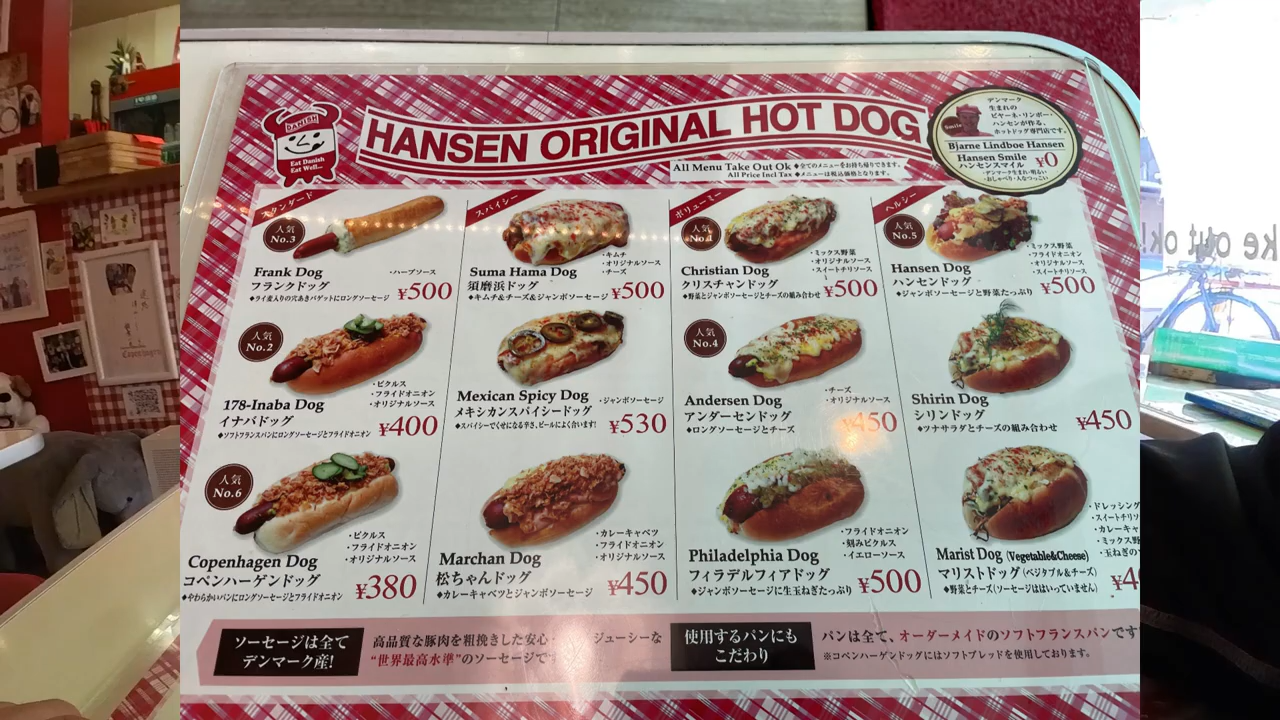 DANISH
Eat Danish
Eat Well...
HANSEN ORIGINAL HOT DOG
All Menu Take Out Ok ◆全てのメニューをお持ち帰りできます。
All Price Incl Tax ◆メニューは税込価格となります。
デンマーク
生まれの
ビヤーネ・リンボー・
ハンセンが作る、
ホットドッグ専門店です。
Smile
Bjarne Lindboe Hansen
Hansen Smile
ハンセンスマイル ¥0
・デンマーク生まれ・明るい
・おしゃべり・人なつっこい
スタンダード
人気
No.3
Frank Dog
フランクドッグ
・ハーブソース
◆ライ麦入りの穴あきバゲットにロングソーセージ
¥500
スパイシー
Suma Hama Dog
須磨浜ドッグ
・キムチ
・オリジナルソース
・チーズ
◆キムチ&チーズ&ジャンボソーセージ
¥500
ボリューミー
人気
No.1
Christian Dog
クリスチャンドッグ
・ミックス野菜
・オリジナルソース
・スイートチリソース
◆野菜とジャンボソーセージとチーズの組み合わせ
¥500
ヘルシー
人気
No.5
Hansen Dog
ハンセンドッグ
・ミックス野菜
・フライドオニオン
・オリジナルソース
・スイートチリソース
◆ジャンボソーセージと野菜たっぷり
¥500
人気
No.2
178-Inaba Dog
イナバドッグ
・ピクルス
・フライドオニオン
・オリジナルソース
◆ソフトフランスパンにロングソーセージとフライドオニオン
¥400
Mexican Spicy Dog
メキシカンスパイシードッグ
・ジャンボソーセージ
◆スパイシーでくせになる辛さ、ビールによく合います!
¥530
人気
No.4
Andersen Dog
アンダーセンドッグ
・チーズ
・オリジナルソース
◆ロングソーセージとチーズ
¥450
Shirin Dog
シリンドッグ
◆ツナサラダとチーズの組み合わせ
¥450
人気
No.6
Copenhagen Dog
コペンハーゲンドッグ
・ピクルス
・フライドオニオン
・オリジナルソース
◆やわらかいパンにロングソーセージとフライドオニオン
¥380
Marchan Dog
松ちゃんドッグ
・カレーキャベツ
・フライドオニオン
・オリジナルソース
◆カレーキャベツとジャンボソーセージ
¥450
Philadelphia Dog
フィラデルフィアドッグ
・フライドオニオン
・刻みピクルス
・イエローソース
◆ジャンボソーセージに生玉ねぎたっぷり
¥500
Marist Dog (Vegetable&Cheese)
マリストドッグ(ベジタブル&チーズ)
・ドレッシング
・スイートチリソ
・カレーキャ
・ミックス野
・玉ねぎの
◆野菜とチーズ(ソーセージははいっていません)
¥4
ソーセージは全て
デンマーク産!
高品質な豚肉を粗挽きした安心・ ジューシーな
“世界最高水準”のソーセージで
使用するパンにも
こだわり
パンは全て、オーダーメイドのソフトフランスパンです
※コペンハーゲンドッグにはソフトブレッドを使用しております。
ke out ok!